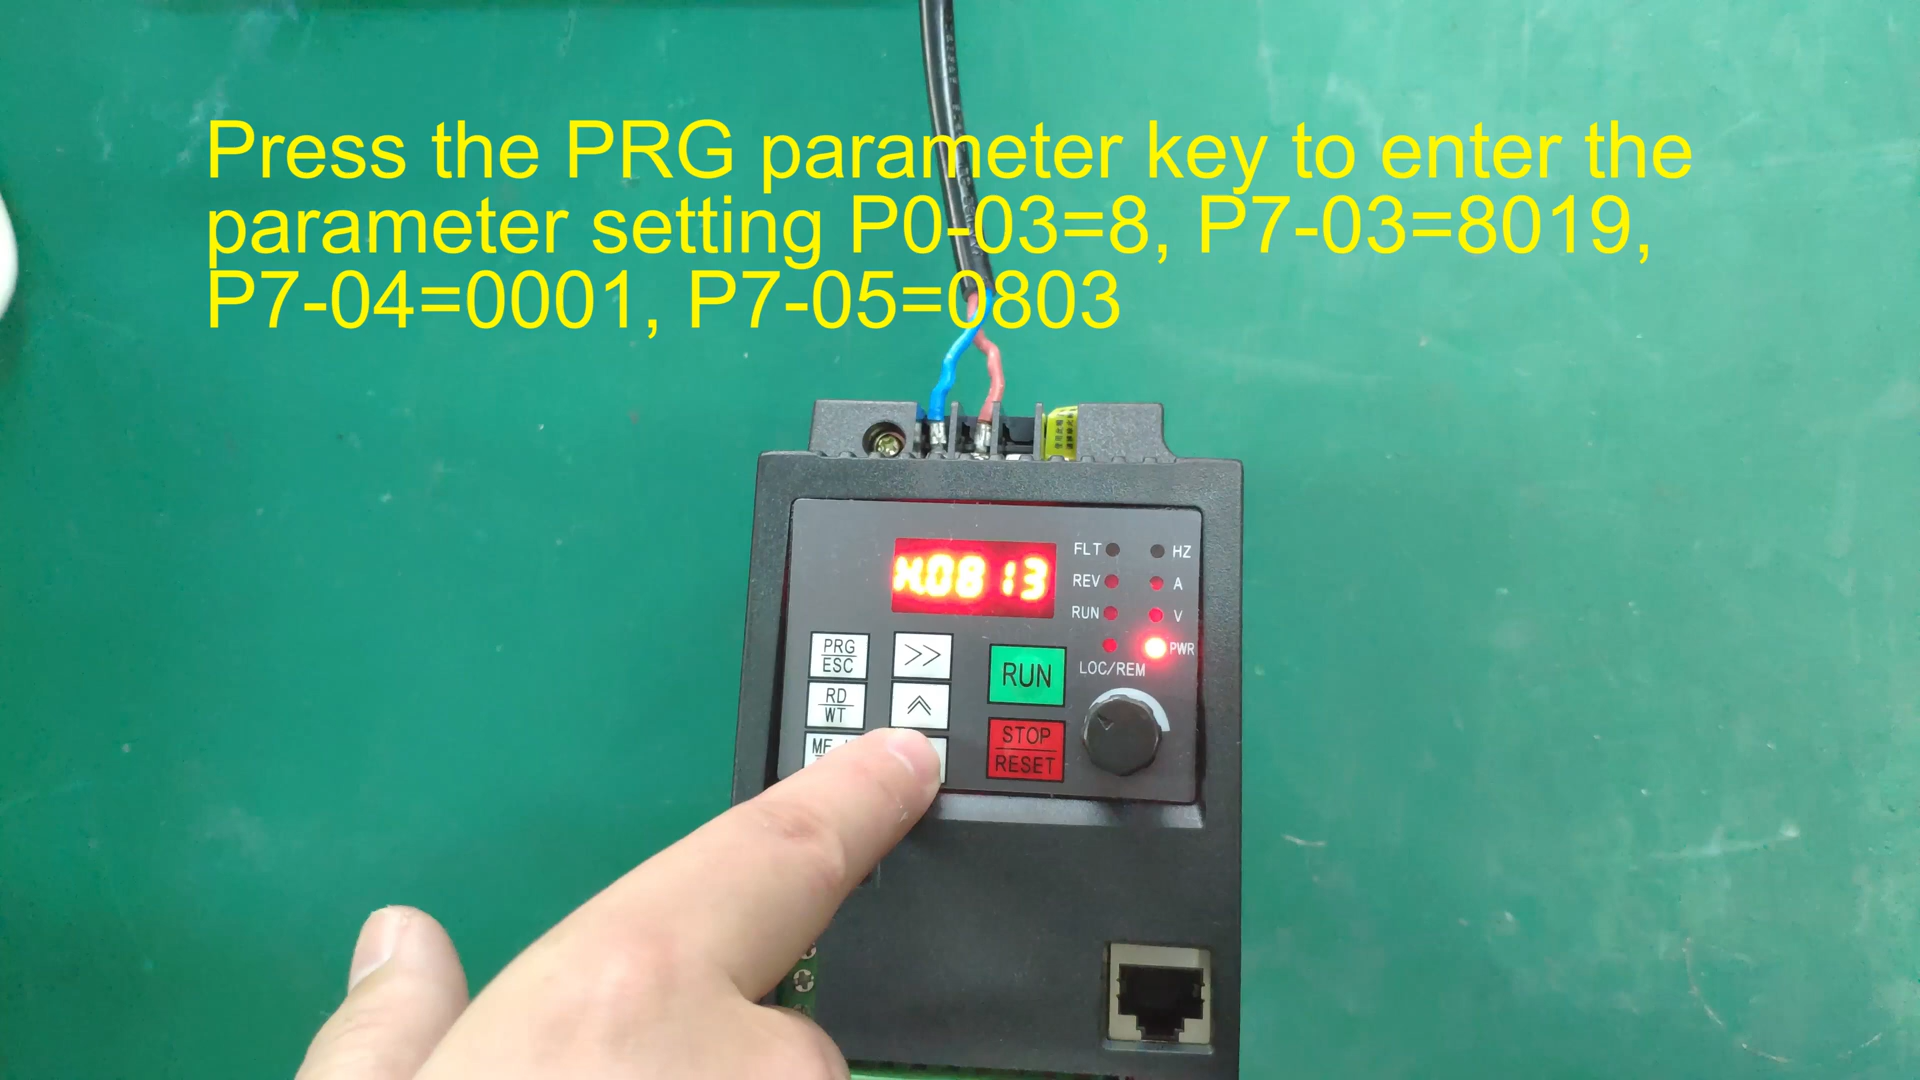 Press the PRG parameter key to enter the
parameter setting P0-03=8, P7-03=8019,
P7-04=0001, P7-05=0803
H.0813
FLT HZ
REV A
RUN V
PWR
LOC/REM
PRG
ESC
>>
RUN
RD
WT
STOP
RESET